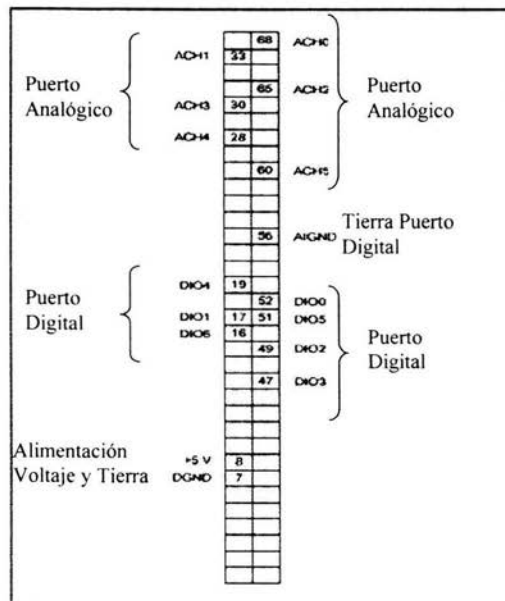 68 ACH0
ACH1 33
Puerto
Analógico
65 ACH2
ACH3 30
ACH4 28
Puerto
Analógico
60 ACH5
56 AIGND
Tierra Puerto
Digital
DIO4 19
52 DIO0
Puerto
Digital
DIO1 17 51 DIO5
DIO6 16
49 DIO2
Puerto
Digital
47 DIO3
Alimentación
Voltaje y Tierra
+5 V 8
DGND 7